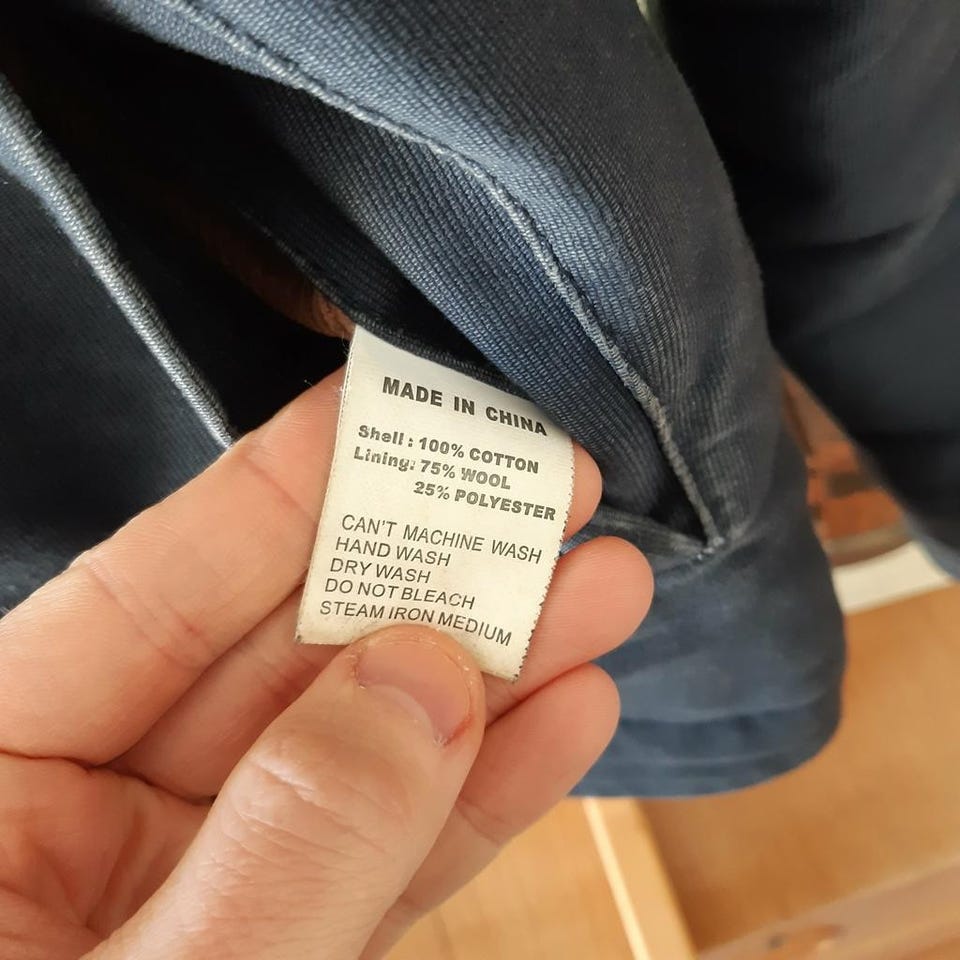 MADE IN CHINA
Shell: 100% COTTON
Lining: 75% WOOL
25% POLYESTER
CAN'T MACHINE WASH
HAND WASH
DRY WASH
DO NOT BLEACH
STEAM IRON MEDIUM